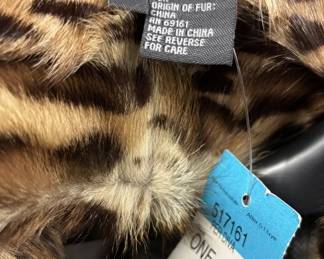 ORIGIN OF FUR:
CHINA
RN 69161
MADE IN CHINA
SEE REVERSE
FOR CARE
517161
ONE